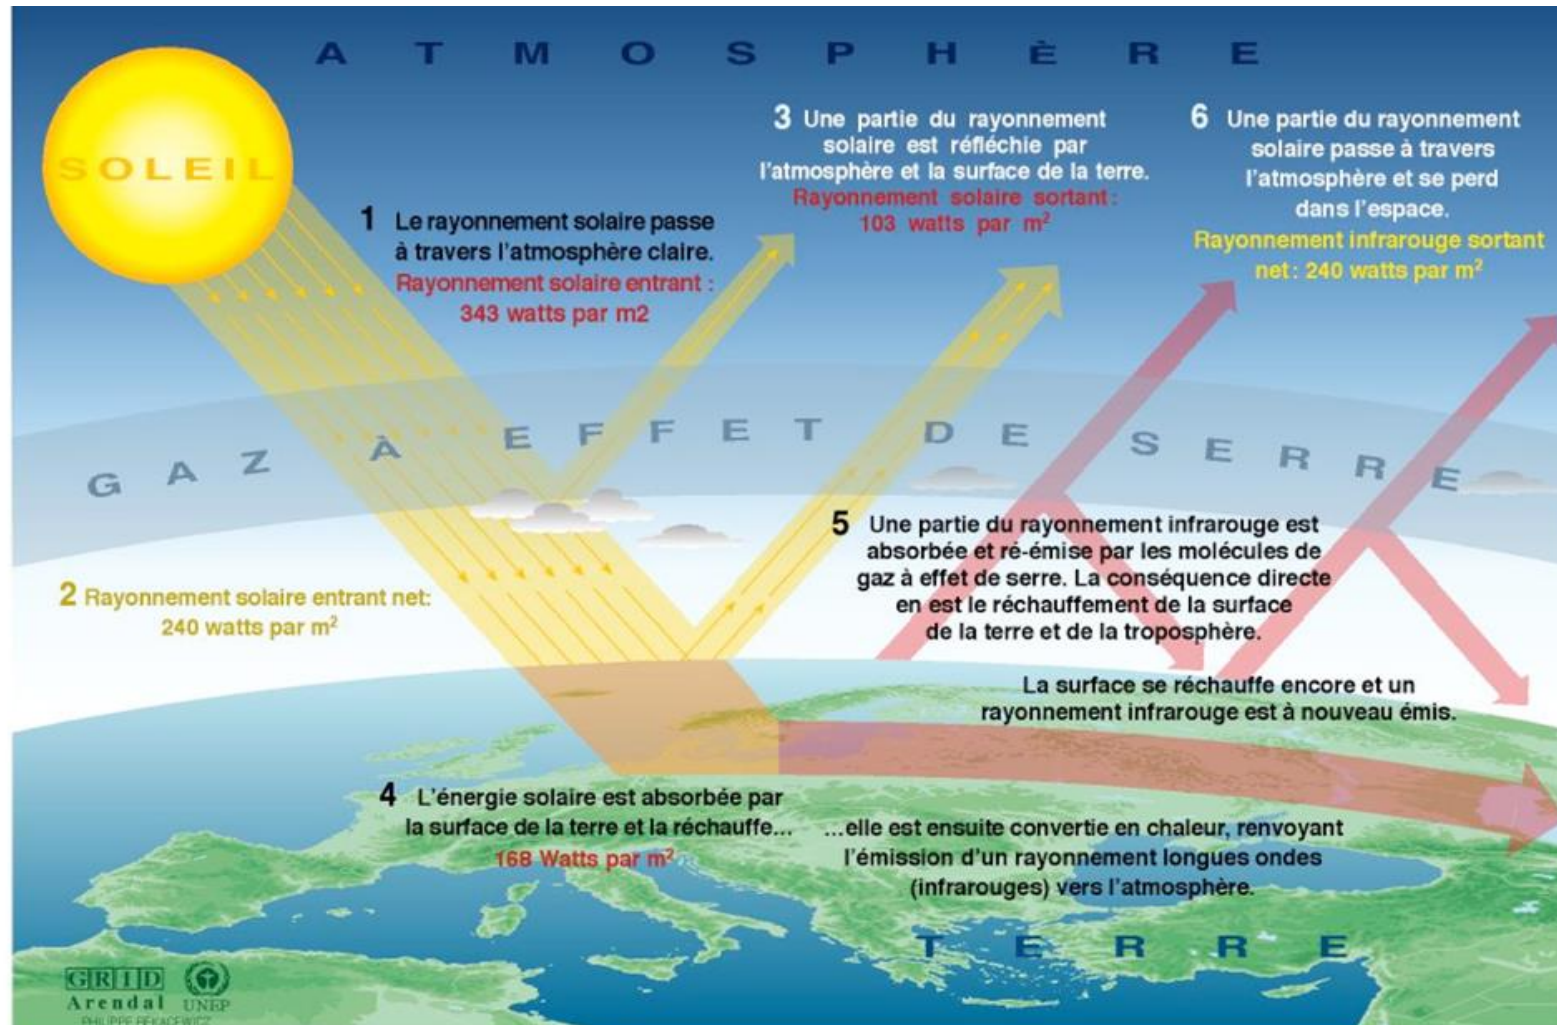 ATMOSPHÈRE
SOLEIL
1 Le rayonnement solaire passe
à travers l'atmosphère claire.
Rayonnement solaire entrant :
343 watts par m2
3 Une partie du rayonnement
solaire est réfléchie par
l'atmosphère et la surface de la terre.
Rayonnement solaire sortant :
103 watts par m²
6 Une partie du rayonnement
solaire passe à travers
l'atmosphère et se perd
dans l'espace.
Rayonnement infrarouge sortant
net : 240 watts par m²
GAZ À EFFET DE SERRE
2 Rayonnement solaire entrant net:
240 watts par m²
5 Une partie du rayonnement infrarouge est
absorbée et ré-émise par les molécules de
gaz à effet de serre. La conséquence directe
en est le réchauffement de la surface
de la terre et de la troposphère.
La surface se réchauffe encore et un
rayonnement infrarouge est à nouveau émis.
4 L'énergie solaire est absorbée par
la surface de la terre et la réchauffe...
168 Watts par m²
...elle est ensuite convertie en chaleur, renvoyant
l'émission d'un rayonnement longues ondes
(infrarouges) vers l'atmosphère.
TERRE
GRID
Arendal UNEP
PHILIPPE REKACEWICZ